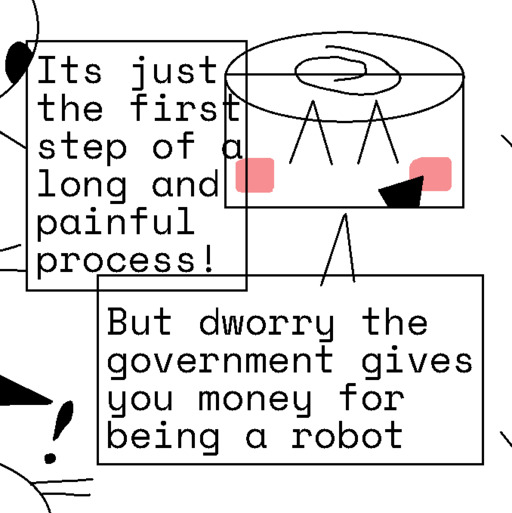 Its just
the first
step of a
long and
painful
process!
But dworry the
government gives
you money for
being a robot
!